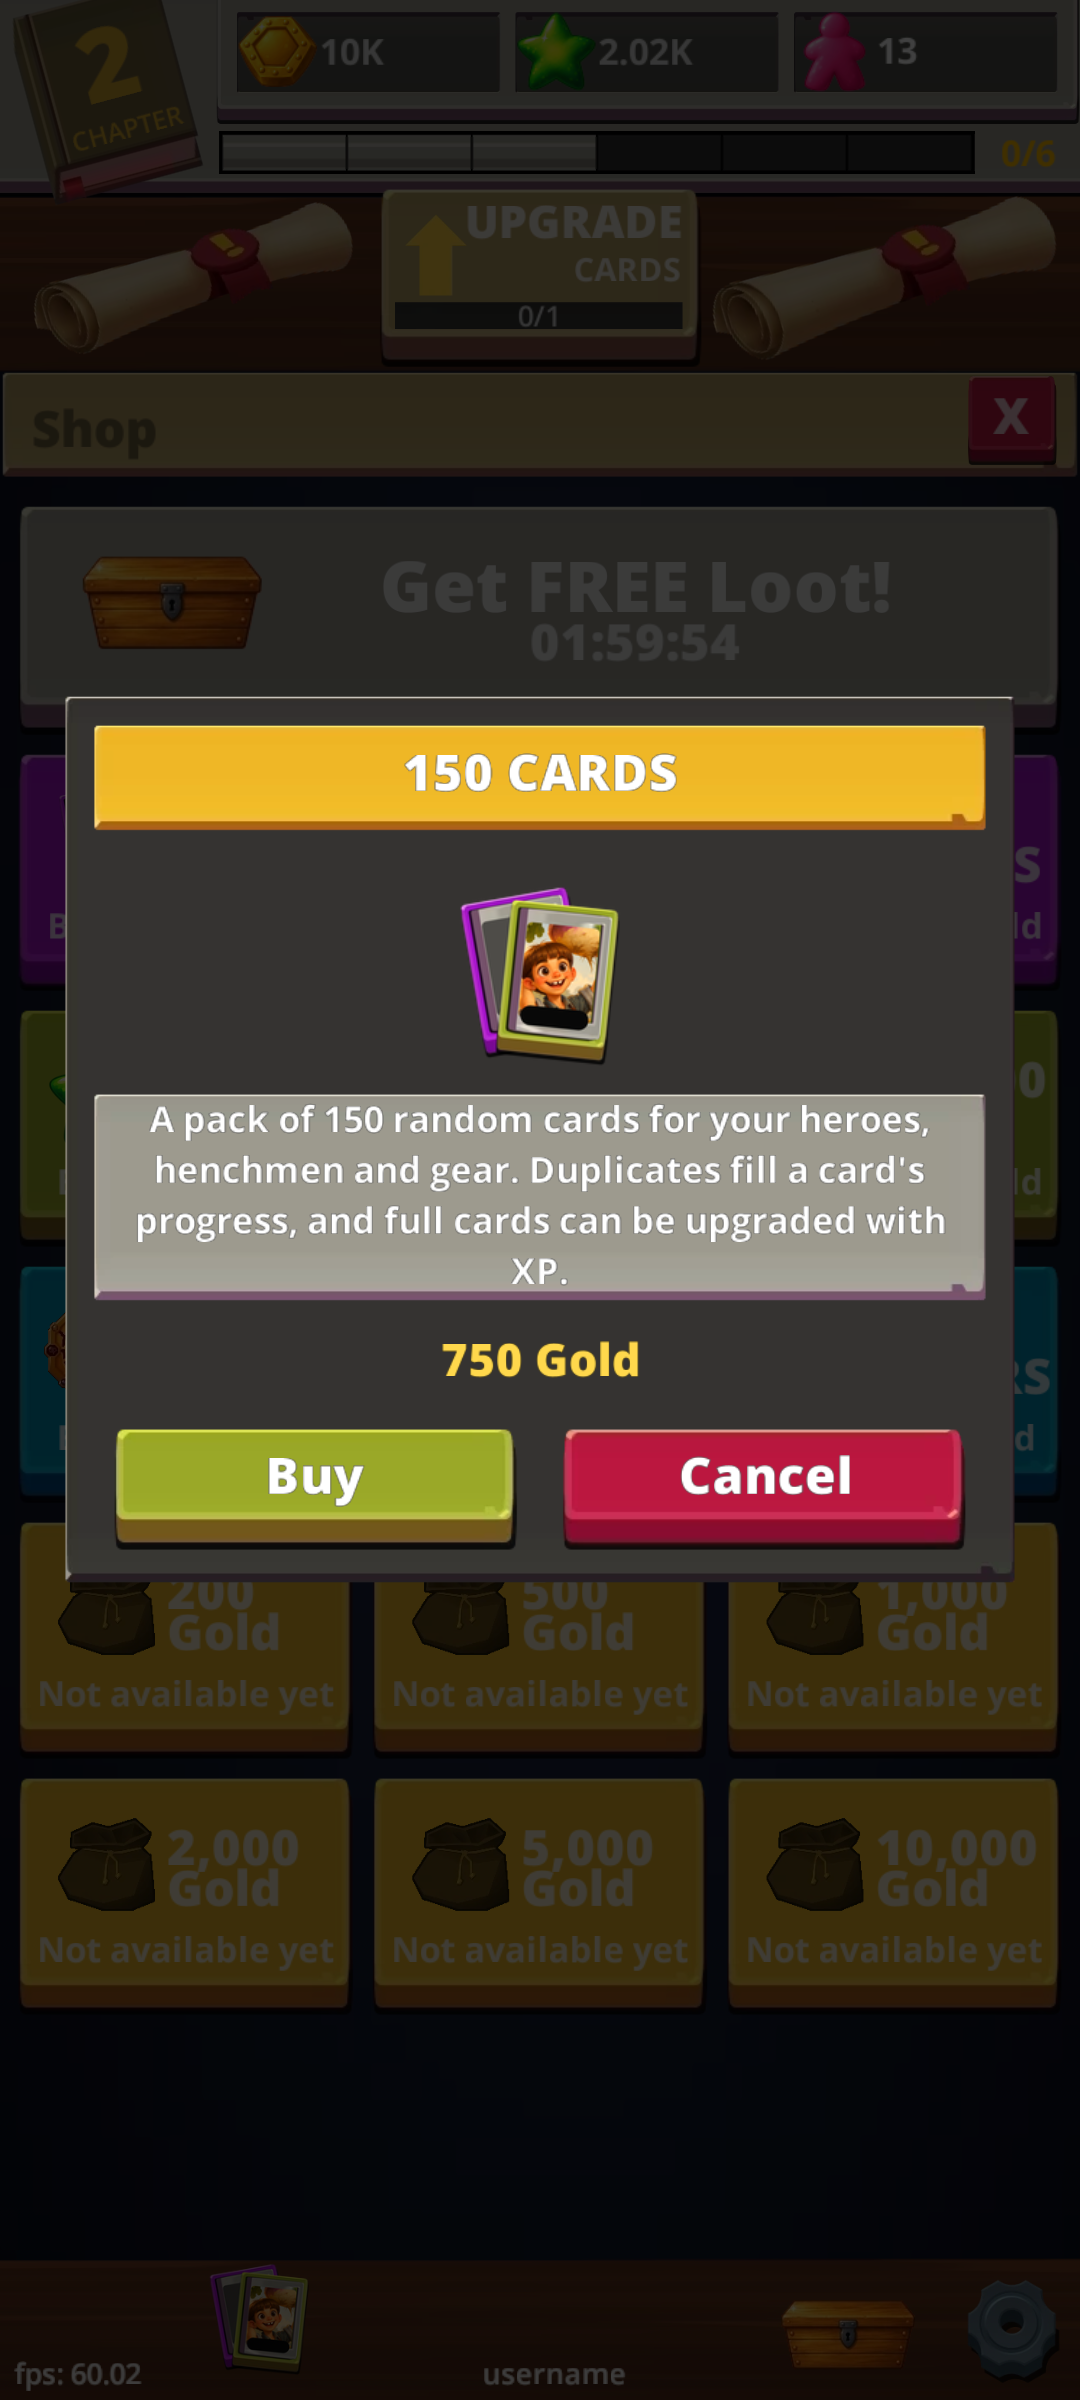 2
CHAPTER
10K
2.02K
13
0/6
UPGRADE
CARDS
0/1
Shop
X
Get FREE Loot!
01:59:54
150 CARDS
A pack of 150 random cards for your heroes,
henchmen and gear. Duplicates fill a card's
progress, and full cards can be upgraded with
XP.
750 Gold
Buy
Cancel
200
Gold
Not available yet
500
Gold
Not available yet
1,000
Gold
Not available yet
2,000
Gold
Not available yet
5,000
Gold
Not available yet
10,000
Gold
Not available yet
fps: 60.02
username